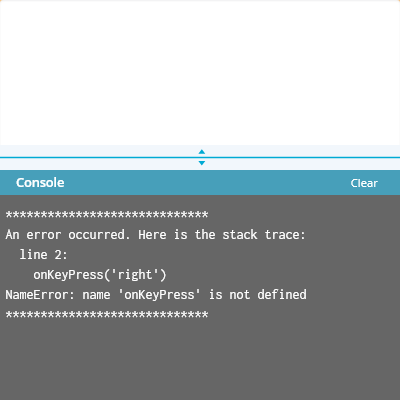 Console
Clear
*****************************
An error occurred. Here is the stack trace:
  line 2:
    onKeyPress('right')
NameError: name 'onKeyPress' is not defined
*****************************